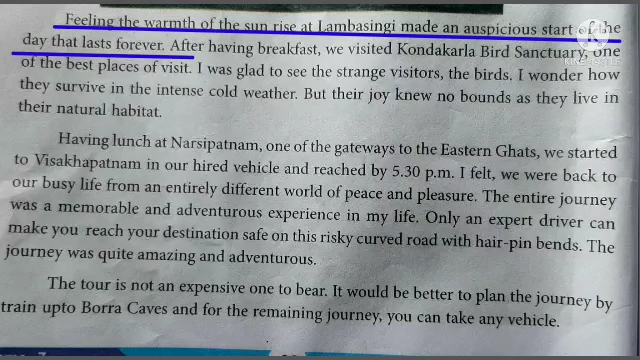 Feeling the warmth of the sun rise at Lambasingi made an auspicious start of the
day that lasts forever. After having breakfast, we visited Kondakarla Bird Sanctuary, one
of the best places of visit. I was glad to see the strange visitors, the birds. I wonder how
they survive in the intense cold weather. But their joy knew no bounds as they live in
their natural habitat.
Having lunch at Narsipatnam, one of the gateways to the Eastern Ghats, we started
to Visakhapatnam in our hired vehicle and reached by 5.30 p.m. I felt, we were back to
our busy life from an entirely different world of peace and pleasure. The entire journey
was a memorable and adventurous experience in my life. Only an expert driver can
make you reach your destination safe on this risky curved road with hair-pin bends. The
journey was quite amazing and adventurous.
The tour is not an expensive one to bear. It would be better to plan the journey by
train upto Borra Caves and for the remaining journey, you can take any vehicle.